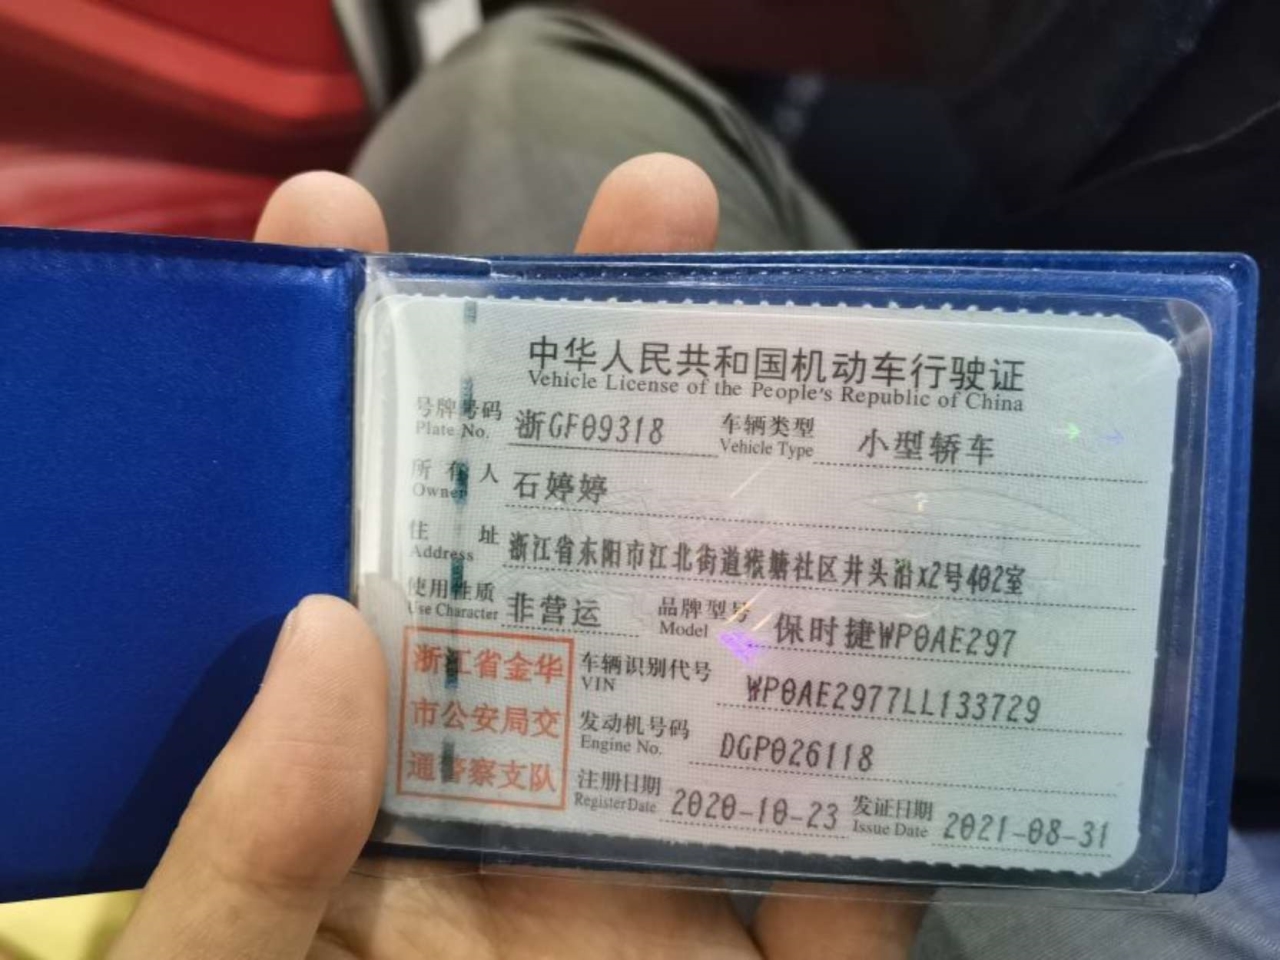 中华人民共和国机动车行驶证
Vehicle License of the People's Republic of China
号牌号码 浙GF09318 车辆类型 小型轿车
Plate No. Vehicle Type
所有人 石婷婷
Owner
住址 浙江省东阳市江北街道猴塘社区井头沿x2号402室
Address
使用性质 非营运 品牌型号 保时捷WP0AE297
Use Character Model
浙江省金华
市公安局交
通警察支队
车辆识别代号 WP0AE2977LL133729
VIN
发动机号码 DGP026118
Engine No.
注册日期 2020-10-23 发证日期 2021-08-31
Register Date Issue Date